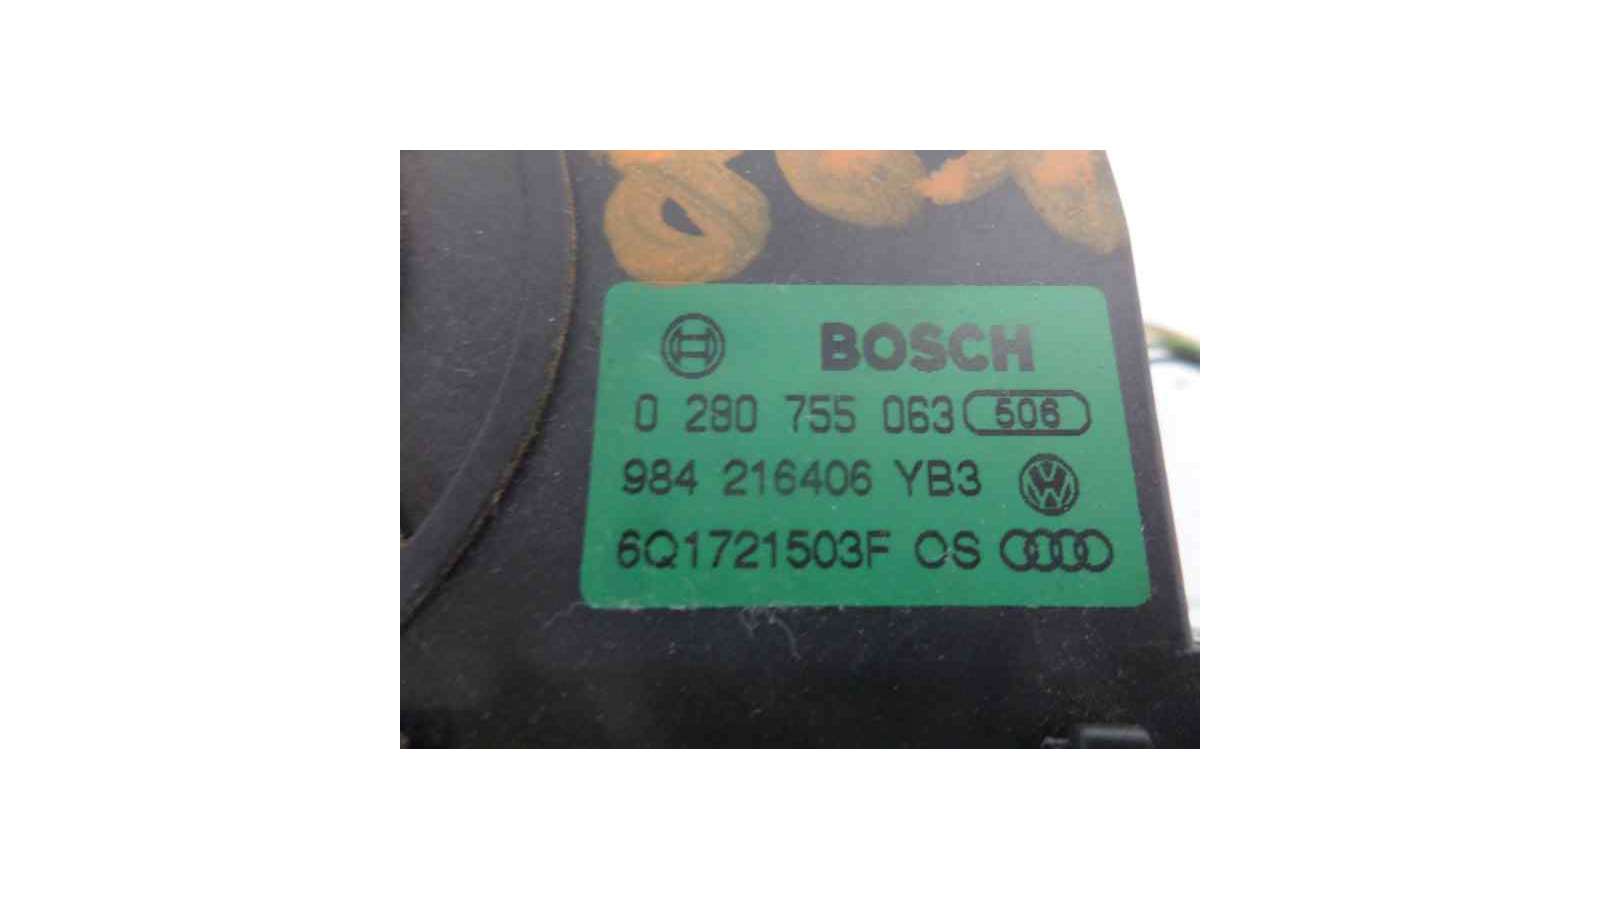 BOSCH
0 280 755 063 506
984 216406 YB3
6Q1721503F OS